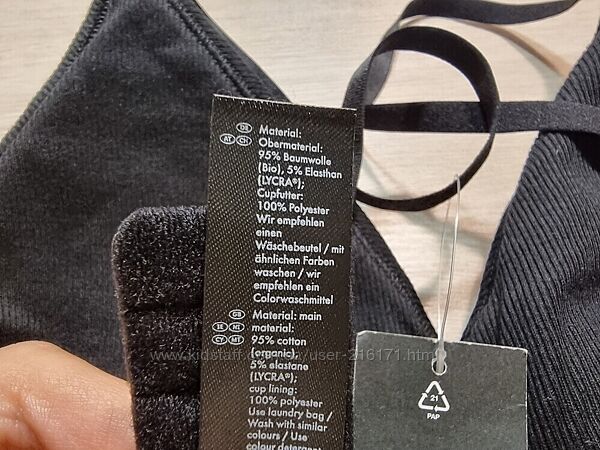 DE
AT CH
Material:
Obermaterial:
95% Baumwolle
(Bio), 5% Elasthan
(LYCRA®);
Cupfutter:
100% Polyester
Wir empfehlen
einen
Wäschebeutel / mit
ähnlichen Farben
waschen / wir
empfehlen ein
Colorwaschmittel
GB
IE NI
CY MT
Material: main
material:
95% cotton
(organic),
5% elastane
(LYCRA®);
cup lining:
100% polyester
Use laundry bag /
Wash with similar
colours / Use
colour detergent
21
PAP